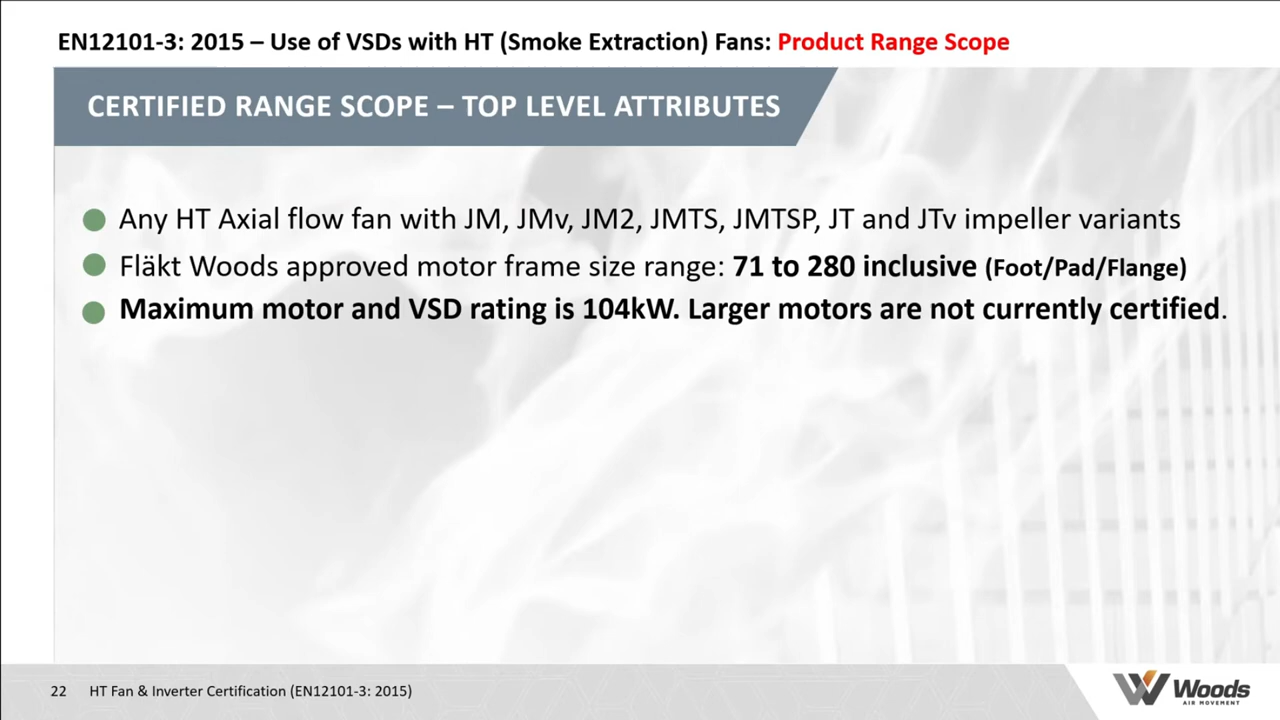 EN12101-3: 2015 – Use of VSDs with HT (Smoke Extraction) Fans: Product Range Scope
CERTIFIED RANGE SCOPE – TOP LEVEL ATTRIBUTES
Any HT Axial flow fan with JM, JMv, JM2, JMTS, JMTSP, JT and JTv impeller variants
Fläkt Woods approved motor frame size range: 71 to 280 inclusive (Foot/Pad/Flange)
Maximum motor and VSD rating is 104kW. Larger motors are not currently certified.
22 HT Fan & Inverter Certification (EN12101-3: 2015)
Woods
AIR MOVEMENT